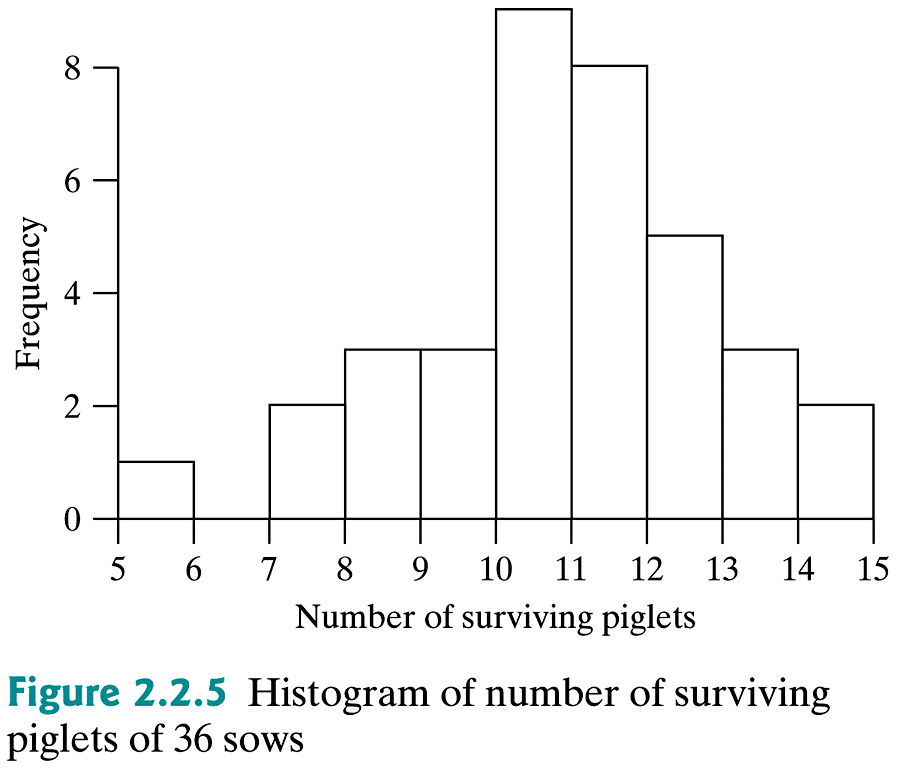 8
6
4
2
0
Frequency
5 6 7 8 9 10 11 12 13 14 15
Number of surviving piglets
Figure 2.2.5 Histogram of number of surviving
piglets of 36 sows